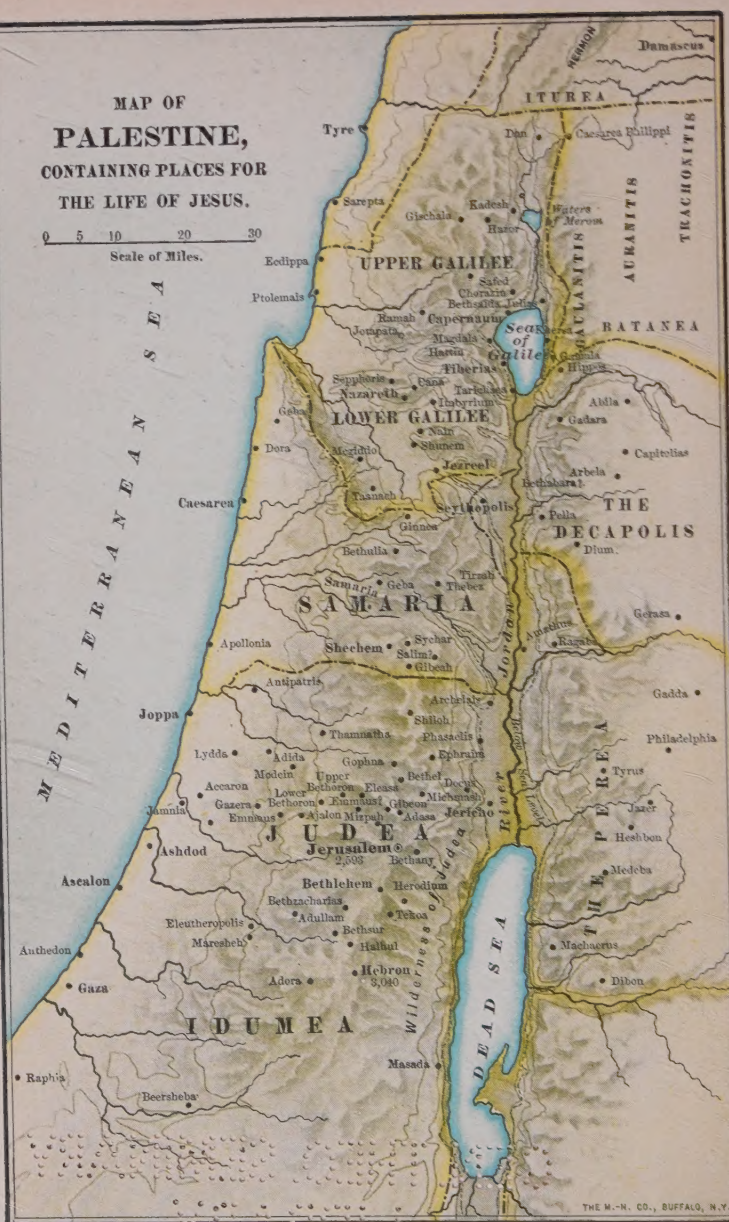 MAP OF
PALESTINE,
CONTAINING PLACES FOR
THE LIFE OF JESUS.
0 5 10 20 30
Scale of Miles.
HERMON
Damascus
ITUREA
Tyre
Dan
Caesarea Philippi
AURANITIS
TRACHONITIS
Sarepta
Gischala
Kadesh
Hazor
Waters
of Merom
GAULANITIS
Ecdippa
UPPER GALILEE
Safed
Chorazin
Bethsaida Julias
Ptolemais
Ramah
Capernaum
Jotapata
Magdala
Hattin
Sea
of
Galilee
BATANEA
Gamala
Hippos
Tiberias
Sepphoris
Cana
Nazareth
Itabyrium
Tarichaea
LOWER GALILEE
Abila
Gadara
Geba
Nain
Shunem
Dora
Megiddo
Jezreel
Capitolias
Arbela
Bethabara?
Taanach
Caesarea
Scythopolis
THE
DECAPOLIS
Pella
Dium.
Ginnea
Bethulia
Samaria
Geba
Tirzah
Thebez
SAMARIA
Gerasa
Amathus
Ragaba
Apollonia
Shechem
Sychar
Salim?
Gibeah
Antipatris
Archelais
Joppa
Shiloh
Gadda
Thamnatha
Phasaelis
Philadelphia
Lydda
Adida
Modein
Gophna
Ephraim
Tyrus
Upper
Bethoron
Eleasa
Bethel
Docus
Accaron
Lower
Bethoron
Emmaus?
Gibeon
Michmash
Jericho
Jamnia
Gazera
Emmaus
Ajalon
Mizpah
Adasa
Jazer
JUDEA
Heshbon
Jerusalem
2,593
Bethany
Ashdod
Medeba
Ascalon
Bethlehem
Herodium
Bethzacharias
Adullam
Tekoa
Eleutheropolis
Maresheh
Bethsur
Halhul
Anthedon
Machaerus
Adora
Hebron
3,040
Dibon
Gaza
IDUMEA
Masada
Raphia
Beersheba
MEDITERRANEAN SEA
River Jordan
THE PEREA
Wilderness of Judea
DEAD SEA
THE M.-N. CO., BUFFALO, N.Y.